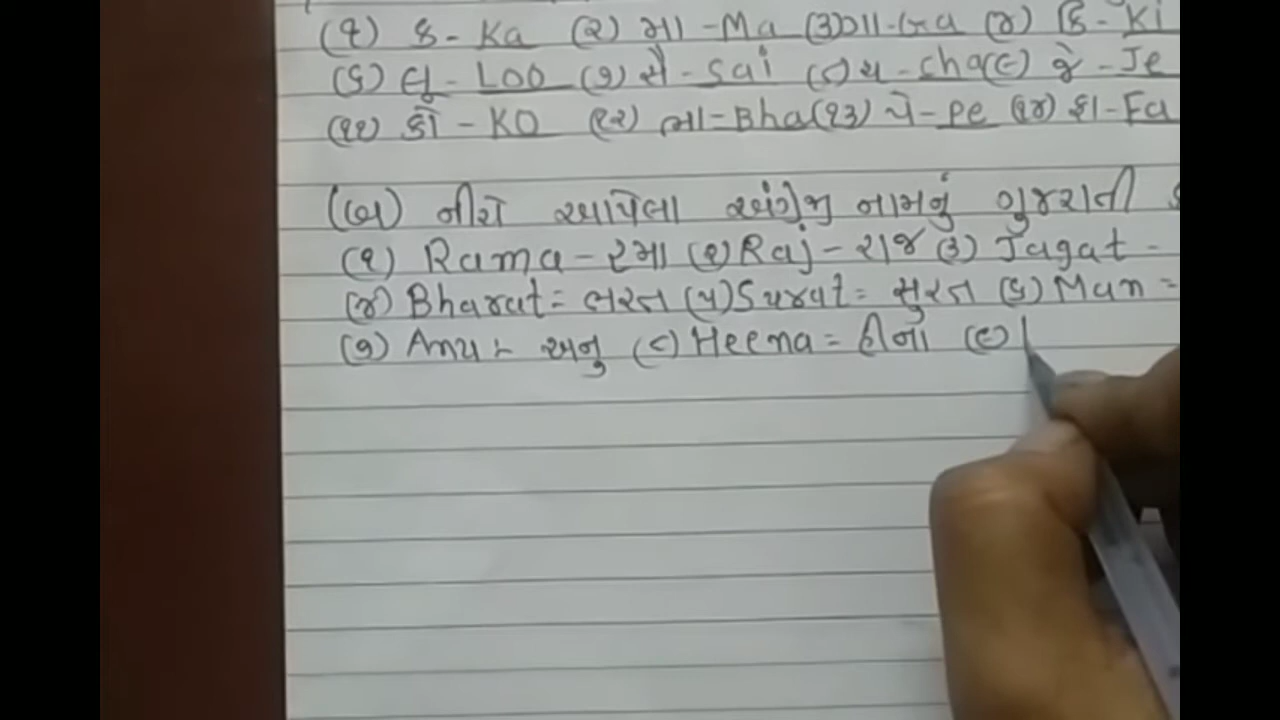 (૧) ક - Ka (૨) મા - Ma (૩) ગા - Ga (૪) કિ - Ki
(૬) લુ - Loo (૭) સૈ - Sai (૮) ચ - cha (૯) જે - Je
(૧૧) કો - KO (૧૨) ભા - Bha (૧૩) પે - Pe (૧૪) ફા - Fa
(બ) નીચે આપેલા અંગ્રેજી નામનું ગુજરાતી
(૧) Rama - રમા (૨) Raj - રાજ (૩) Jagat -
(૪) Bharat = ભરત (૫) Surat = સુરત (૬) Man =
(૭) Anu :- અનુ (૮) Heena = હીના (૯)